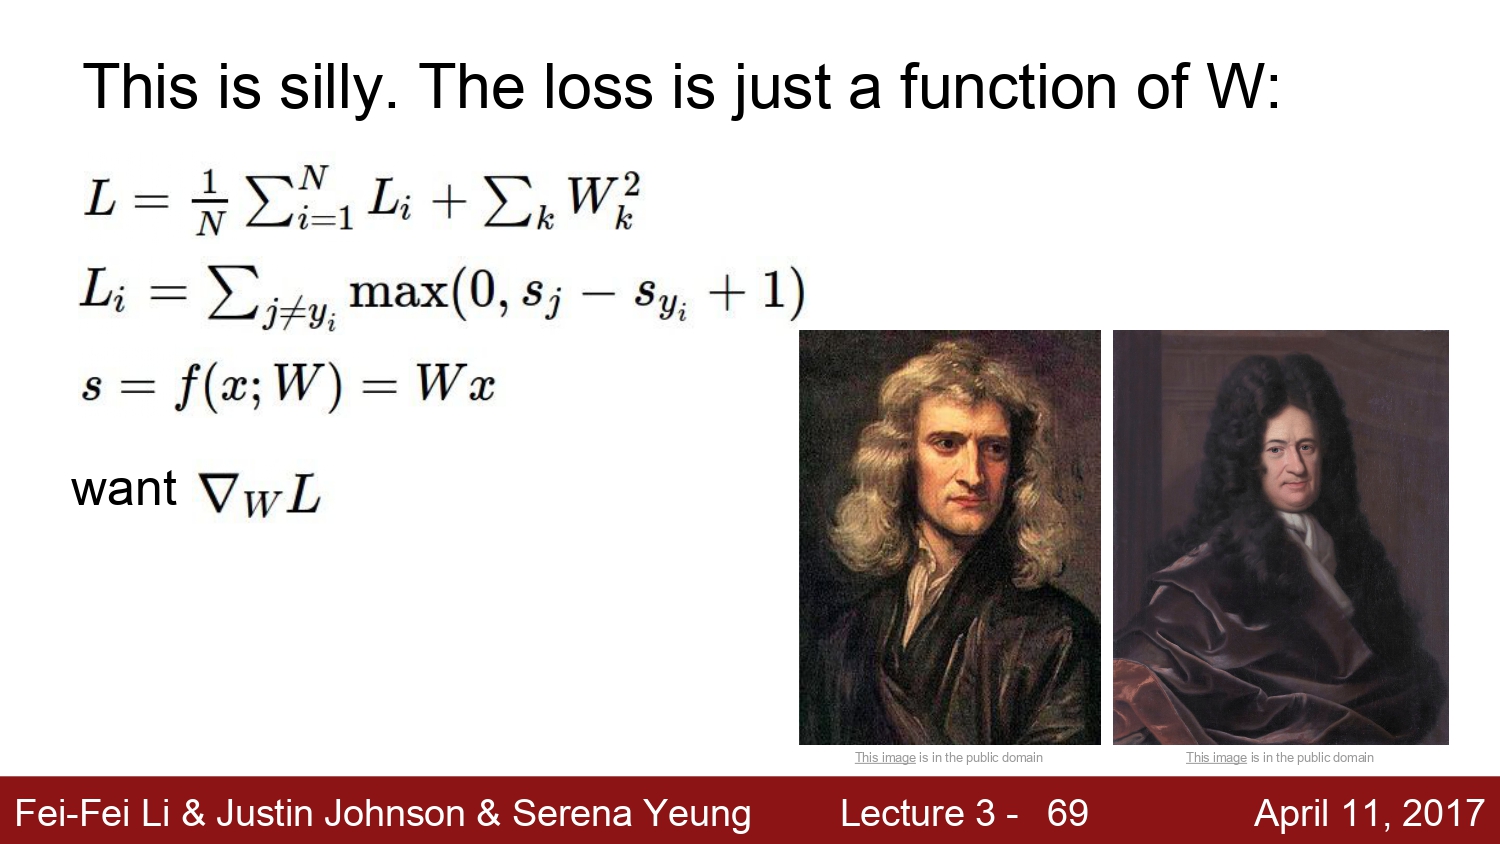 This is silly. The loss is just a function of W:
L = \frac{1}{N} \sum_{i=1}^{N} L_i + \sum_k W_k^2
L_i = \sum_{j \neq y_i} \max(0, s_j - s_{y_i} + 1)
s = f(x; W) = Wx
want \nabla_W L
This image is in the public domain
This image is in the public domain
Fei-Fei Li & Justin Johnson & Serena Yeung Lecture 3 - 69 April 11, 2017